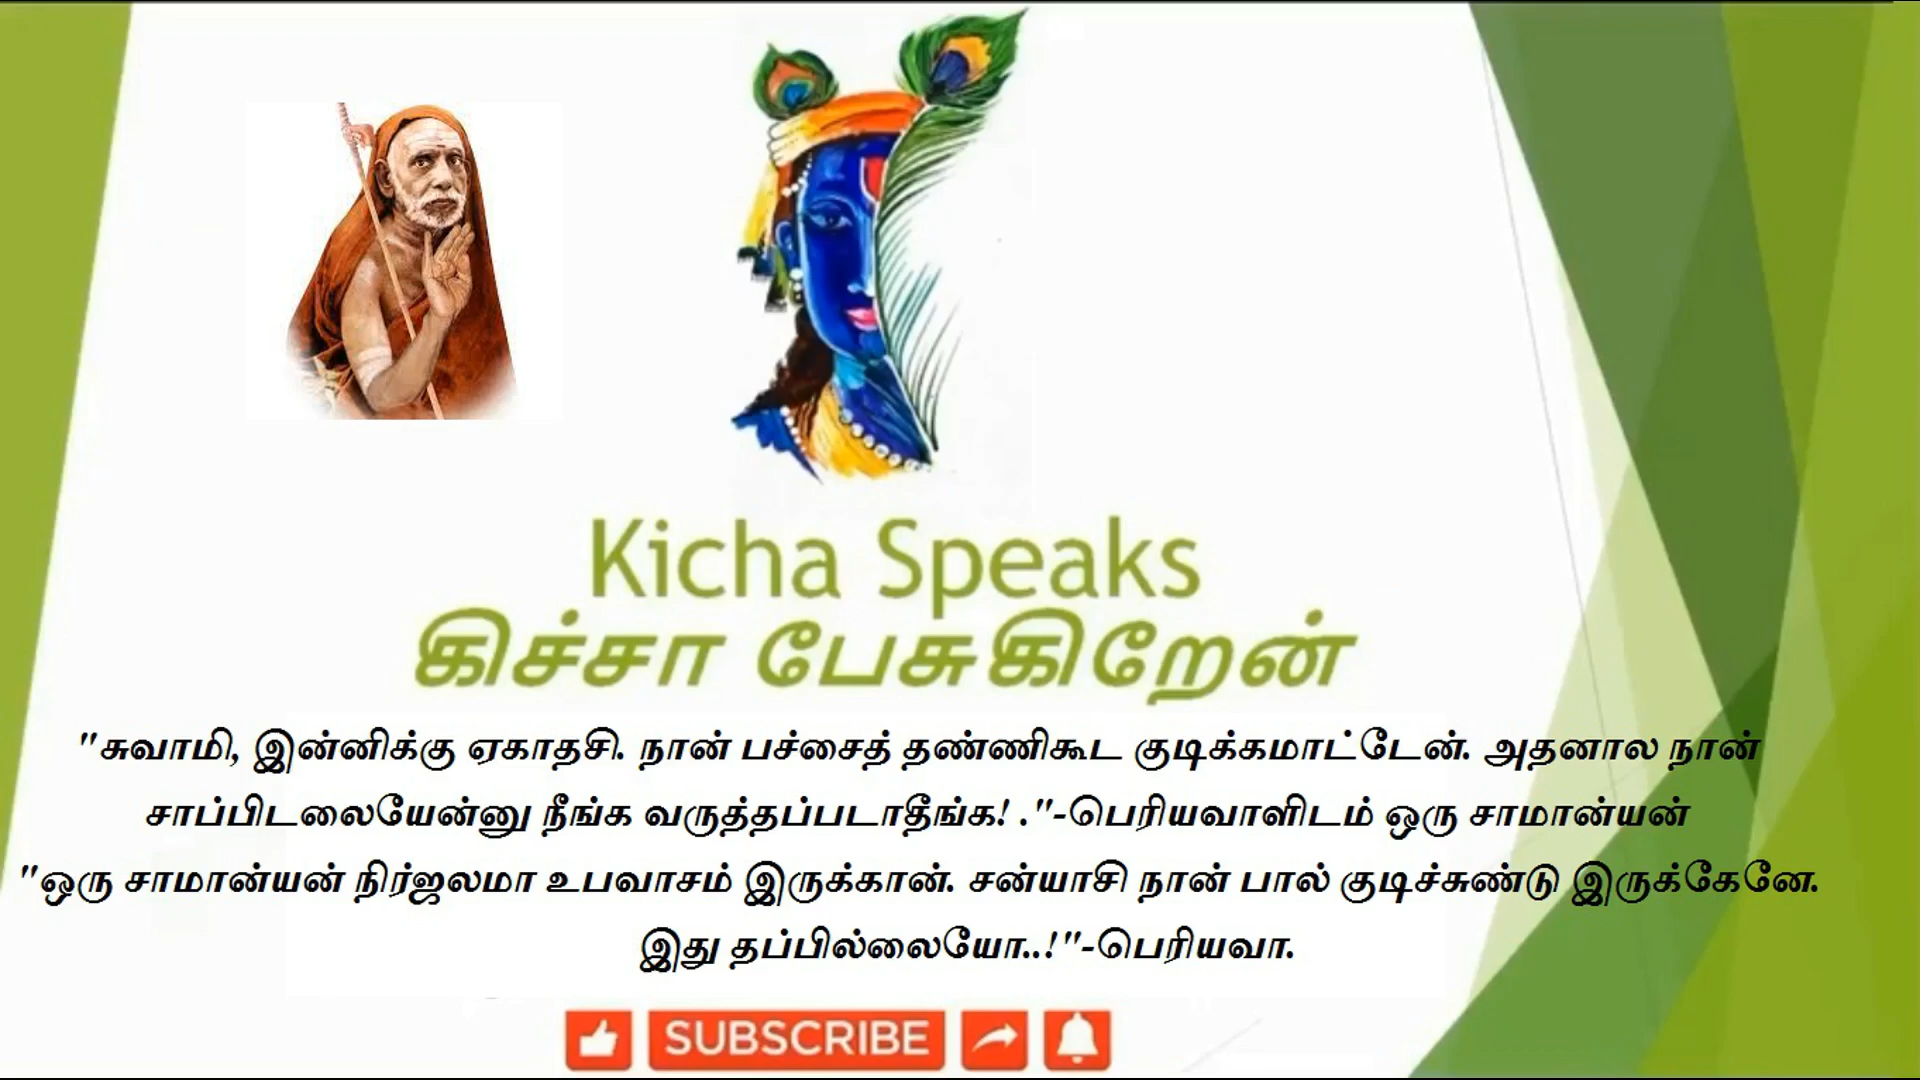 Kicha Speaks
கிச்சா பேசுகிறேன்
"சுவாமி, இன்னிக்கு ஏகாதசி. நான் பச்சைத் தண்ணிகூட குடிக்கமாட்டேன். அதனால நான்
சாப்பிடலையேன்னு நீங்க வருத்தப்படாதீங்க! ."-பெரியவாளிடம் ஒரு சாமான்யன்
"ஒரு சாமான்யன் நிர்ஜலமா உபவாசம் இருக்கான். சன்யாசி நான் பால் குடிச்சுண்டு இருக்கேனே.
இது தப்பில்லையோ..!"-பெரியவா.
SUBSCRIBE